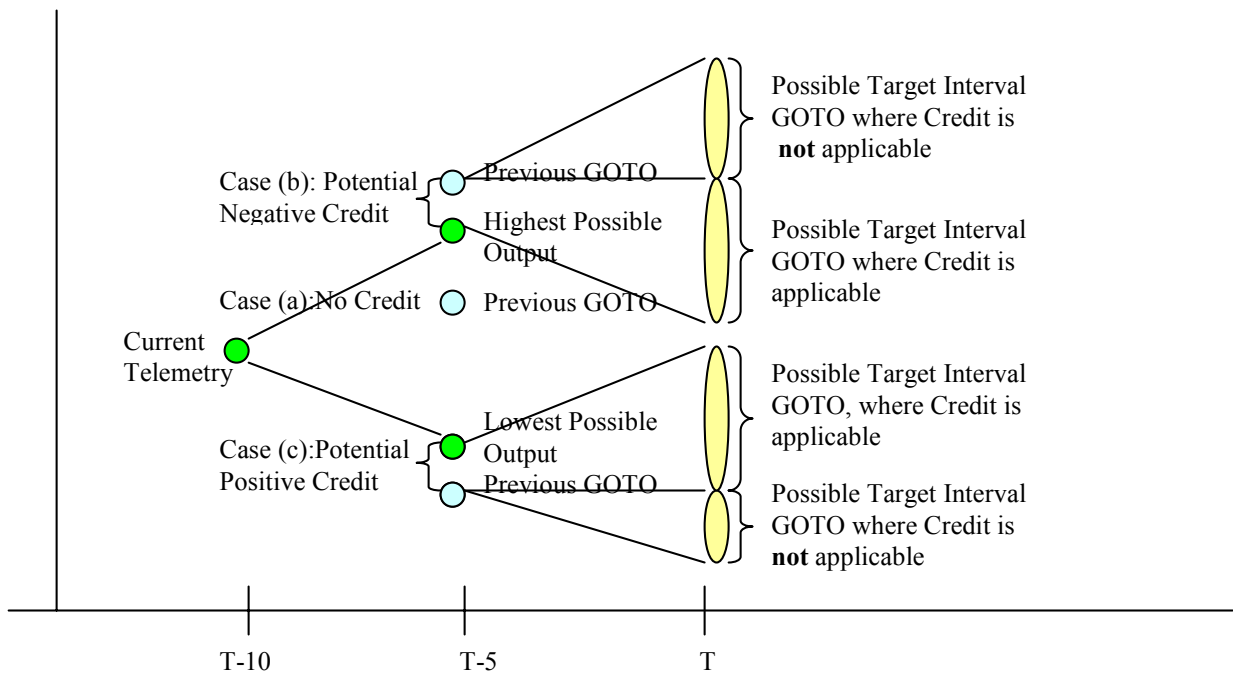 Possible Target Interval
GOTO where Credit is
not applicable
Previous GOTO
Case (b): Potential
Negative Credit
Highest Possible
Output
Possible Target Interval
GOTO where Credit is
applicable
Case (a):No Credit
Previous GOTO
Current
Telemetry
Possible Target Interval
GOTO, where Credit is
applicable
Lowest Possible
Output
Case (c):Potential
Positive Credit
Previous GOTO
Possible Target Interval
GOTO where Credit is
not applicable
T-10
T-5
T